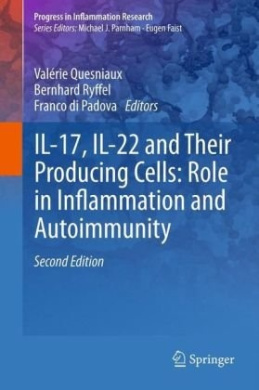 Progress in Inflammation Research
Series Editors: Michael J. Parnham · Eugen Faist
Valérie Quesniaux
Bernhard Ryffel
Franco di Padova Editors
IL-17, IL-22 and Their
Producing Cells: Role
in Inflammation and
Autoimmunity
Second Edition
Springer